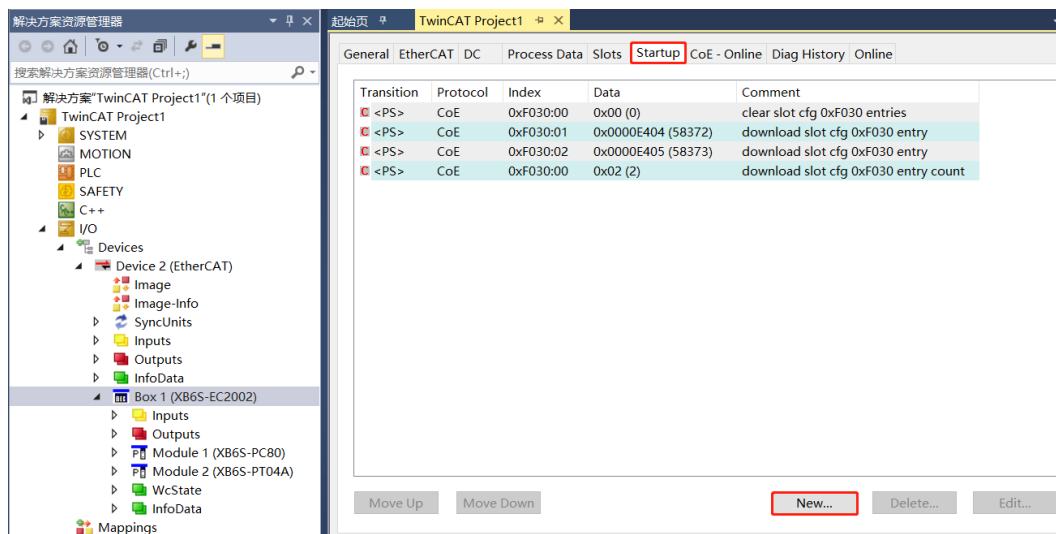 解决方案资源管理器
搜索解决方案资源管理器(Ctrl+;)
解决方案"TwinCAT Project1"(1 个项目)
TwinCAT Project1
SYSTEM
MOTION
PLC
SAFETY
C++
I/O
Devices
Device 2 (EtherCAT)
Image
Image-Info
SyncUnits
Inputs
Outputs
InfoData
Box 1 (XB6S-EC2002)
Inputs
Outputs
Module 1 (XB6S-PC80)
Module 2 (XB6S-PT04A)
WcState
InfoData
Mappings
起始页 TwinCAT Project1
General EtherCAT DC Process Data Slots Startup CoE - Online Diag History Online
Transition Protocol Index Data Comment
C <PS> CoE 0xF030:00 0x00 (0) clear slot cfg 0xF030 entries
C <PS> CoE 0xF030:01 0x0000E404 (58372) download slot cfg 0xF030 entry
C <PS> CoE 0xF030:02 0x0000E405 (58373) download slot cfg 0xF030 entry
C <PS> CoE 0xF030:00 0x02 (2) download slot cfg 0xF030 entry count
Move Up Move Down New... Delete... Edit...